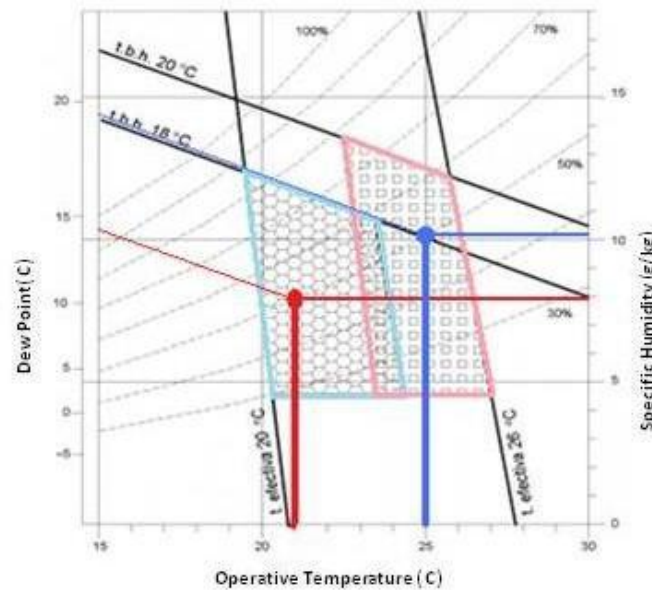 100%
70%
t.b.h. 20 °C
20
15
t.b.h. 18 °C
50%
15
10
10
30%
5
5
0
-5
t. efectiva 20 °C
t. efectiva 26 °C
0
15
20
25
30
Dew Point (C)
Specific Humidity (g/kg)
Operative Temperature (C)